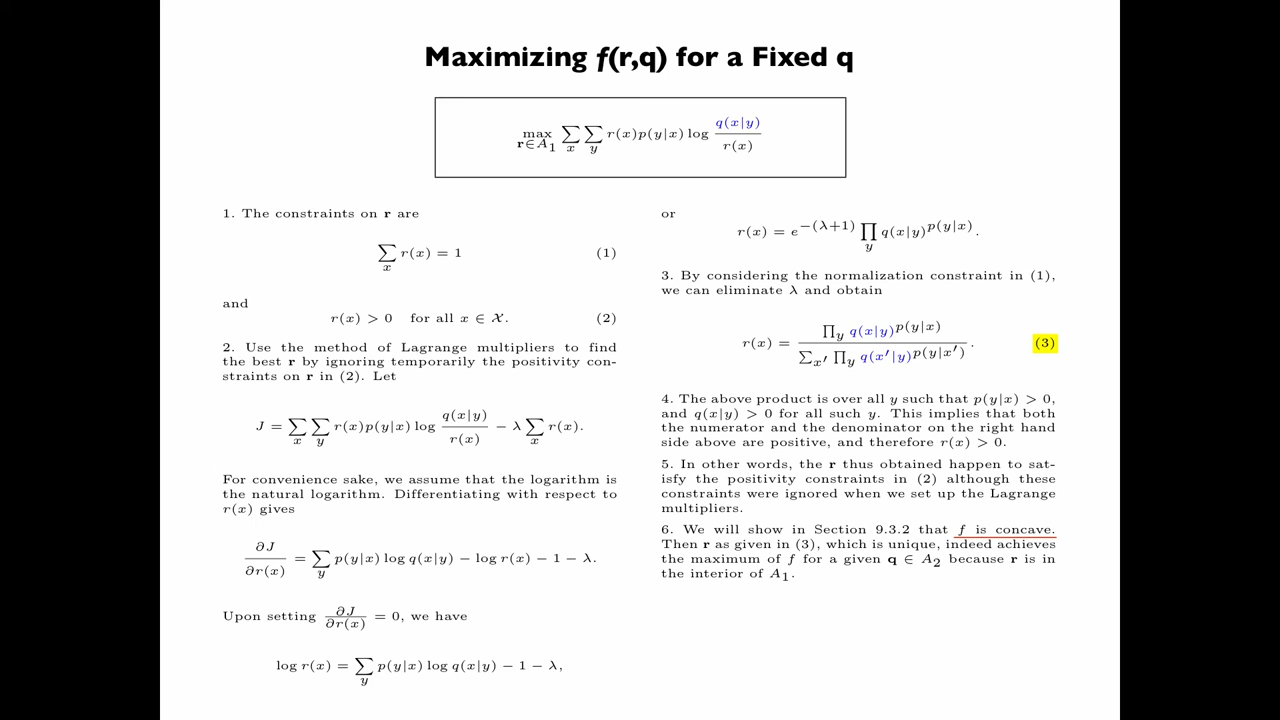 Maximizing f(r,q) for a Fixed q
max_{r∈A_1} ∑_x ∑_y r(x)p(y|x) log q(x|y)/r(x)
1. The constraints on r are
∑_x r(x) = 1 (1)
and
r(x) > 0 for all x ∈ 𝒳. (2)
2. Use the method of Lagrange multipliers to find
the best r by ignoring temporarily the positivity con-
straints on r in (2). Let
J = ∑_x ∑_y r(x)p(y|x) log q(x|y)/r(x) − λ ∑_x r(x).
For convenience sake, we assume that the logarithm is
the natural logarithm. Differentiating with respect to
r(x) gives
∂J/∂r(x) = ∑_y p(y|x) log q(x|y) − log r(x) − 1 − λ.
Upon setting ∂J/∂r(x) = 0, we have
log r(x) = ∑_y p(y|x) log q(x|y) − 1 − λ,
or
r(x) = e^{−(λ+1)} ∏_y q(x|y)^{p(y|x)}.
3. By considering the normalization constraint in (1),
we can eliminate λ and obtain
r(x) = ∏_y q(x|y)^{p(y|x)} / ∑_{x′} ∏_y q(x′|y)^{p(y|x′)}. (3)
4. The above product is over all y such that p(y|x) > 0,
and q(x|y) > 0 for all such y. This implies that both
the numerator and the denominator on the right hand
side above are positive, and therefore r(x) > 0.
5. In other words, the r thus obtained happen to sat-
isfy the positivity constraints in (2) although these
constraints were ignored when we set up the Lagrange
multipliers.
6. We will show in Section 9.3.2 that f is concave.
Then r as given in (3), which is unique, indeed achieves
the maximum of f for a given q ∈ A_2 because r is in
the interior of A_1.